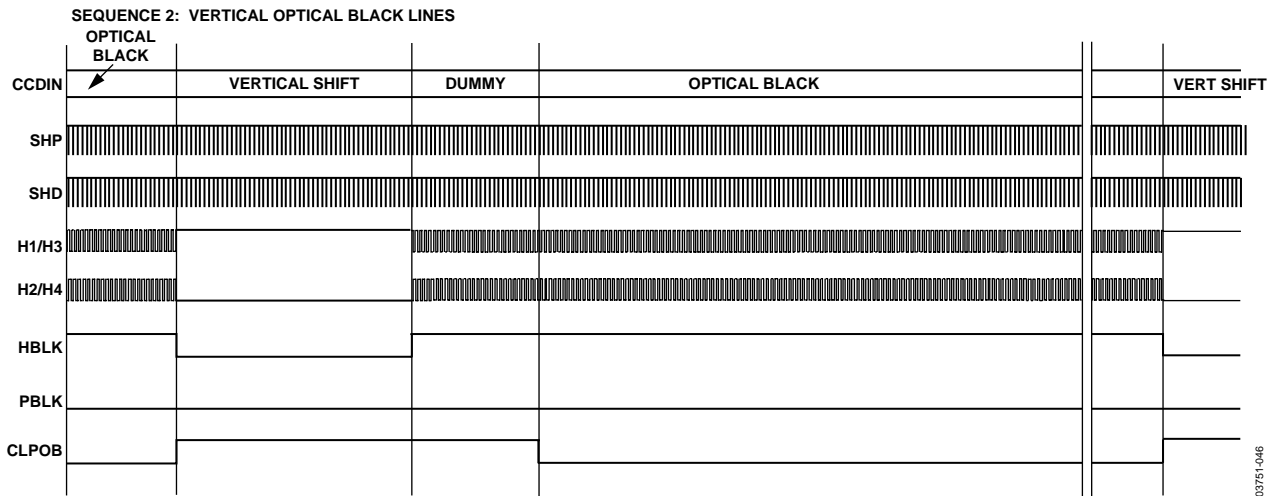 SEQUENCE 2: VERTICAL OPTICAL BLACK LINES
OPTICAL
BLACK
CCDIN
VERTICAL SHIFT
DUMMY
OPTICAL BLACK
VERT SHIFT
SHP
SHD
H1/H3
H2/H4
HBLK
PBLK
CLPOB
03751-046